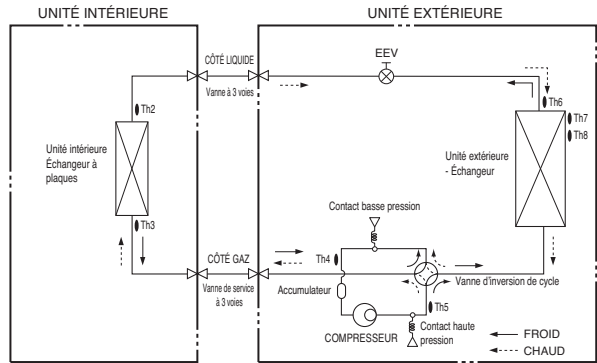 UNITÉ INTÉRIEURE
UNITÉ EXTÉRIEURE
CÔTÉ LIQUIDE
Vanne à 3 voies
EEV
Th2
Th6
Th7
Th8
Unité intérieure
Échangeur à
plaques
Unité extérieure
- Échangeur
Th3
Contact basse pression
CÔTÉ GAZ
Vanne de service
à 3 voies
Th4
Accumulateur
Vanne d'inversion de cycle
Th5
COMPRESSEUR
Contact haute
pression
FROID
CHAUD